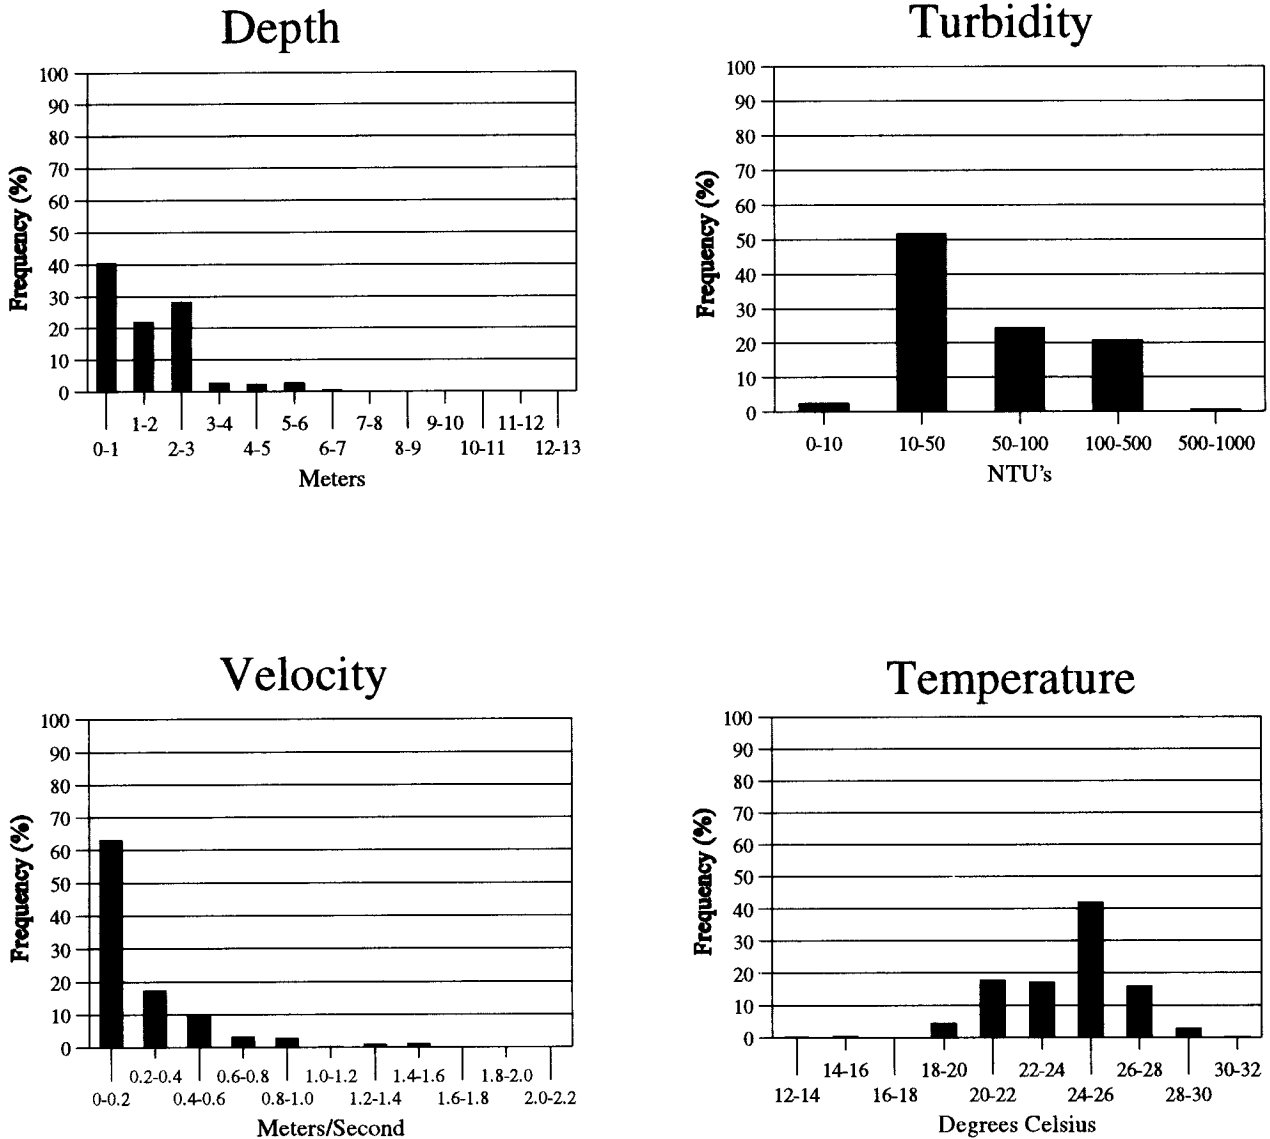 Depth
Frequency (%)
100
90
80
70
60
50
40
30
20
10
0
1-2 3-4 5-6 7-8 9-10 11-12
0-1 2-3 4-5 6-7 8-9 10-11 12-13
Meters
Turbidity
Frequency (%)
100
90
80
70
60
50
40
30
20
10
0
0-10 10-50 50-100 100-500 500-1000
NTU's
Velocity
Frequency (%)
100
90
80
70
60
50
40
30
20
10
0
0.2-0.4 0.6-0.8 1.0-1.2 1.4-1.6 1.8-2.0
0-0.2 0.4-0.6 0.8-1.0 1.2-1.4 1.6-1.8 2.0-2.2
Meters/Second
Temperature
Frequency (%)
100
90
80
70
60
50
40
30
20
10
0
14-16 18-20 22-24 26-28 30-32
12-14 16-18 20-22 24-26 28-30
Degrees Celsius